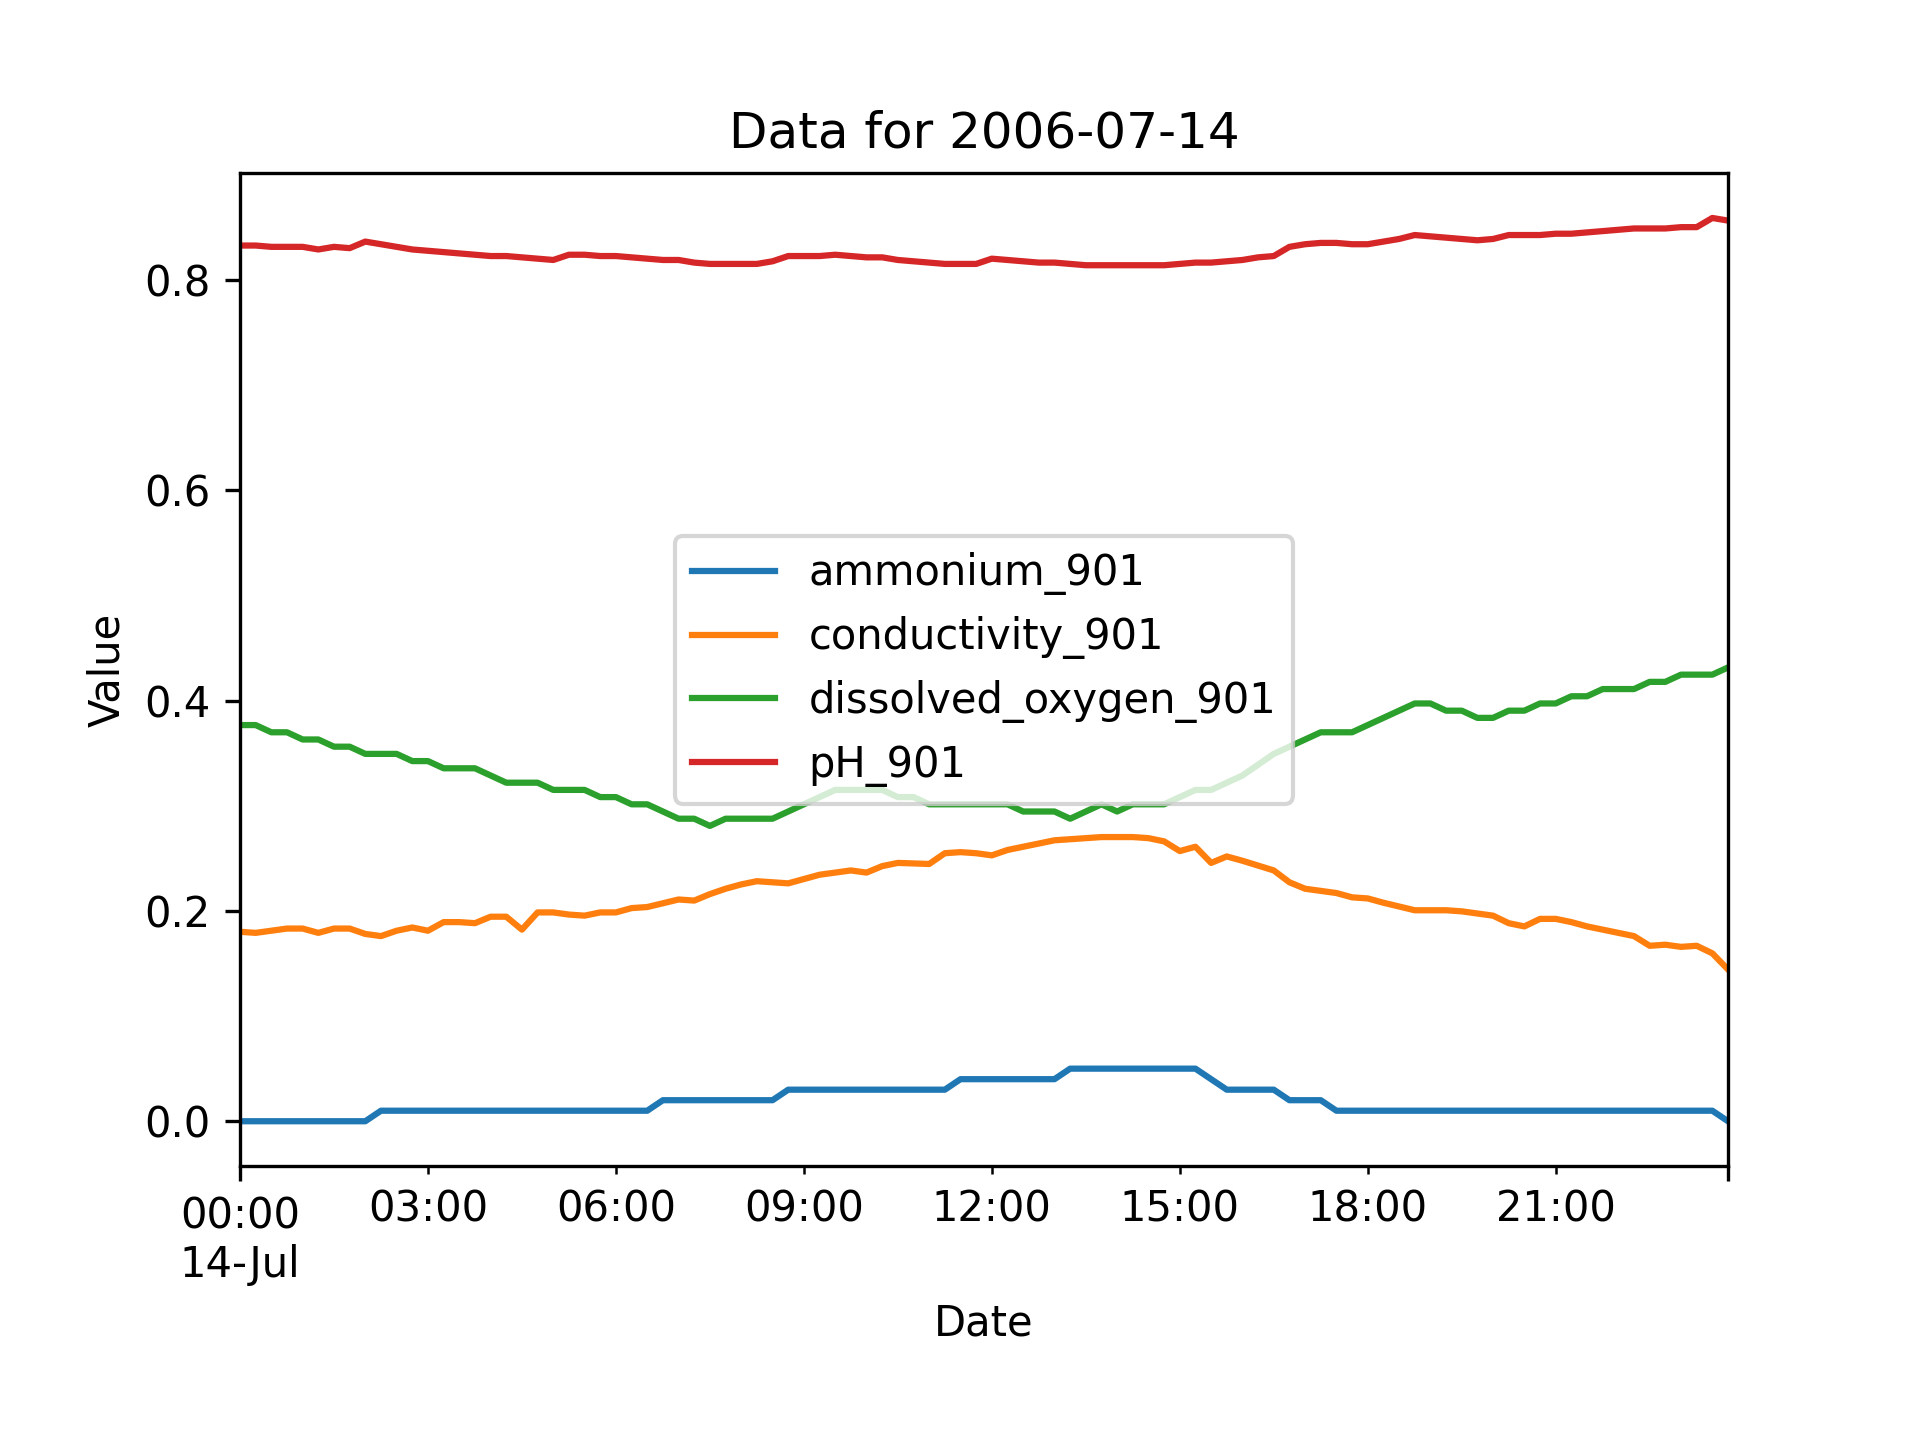 Data for 2006-07-14
0.8
0.6
0.4
0.2
0.0
Value
ammonium_901
conductivity_901
dissolved_oxygen_901
pH_901
00:00 03:00 06:00 09:00 12:00 15:00 18:00 21:00
14-Jul
Date